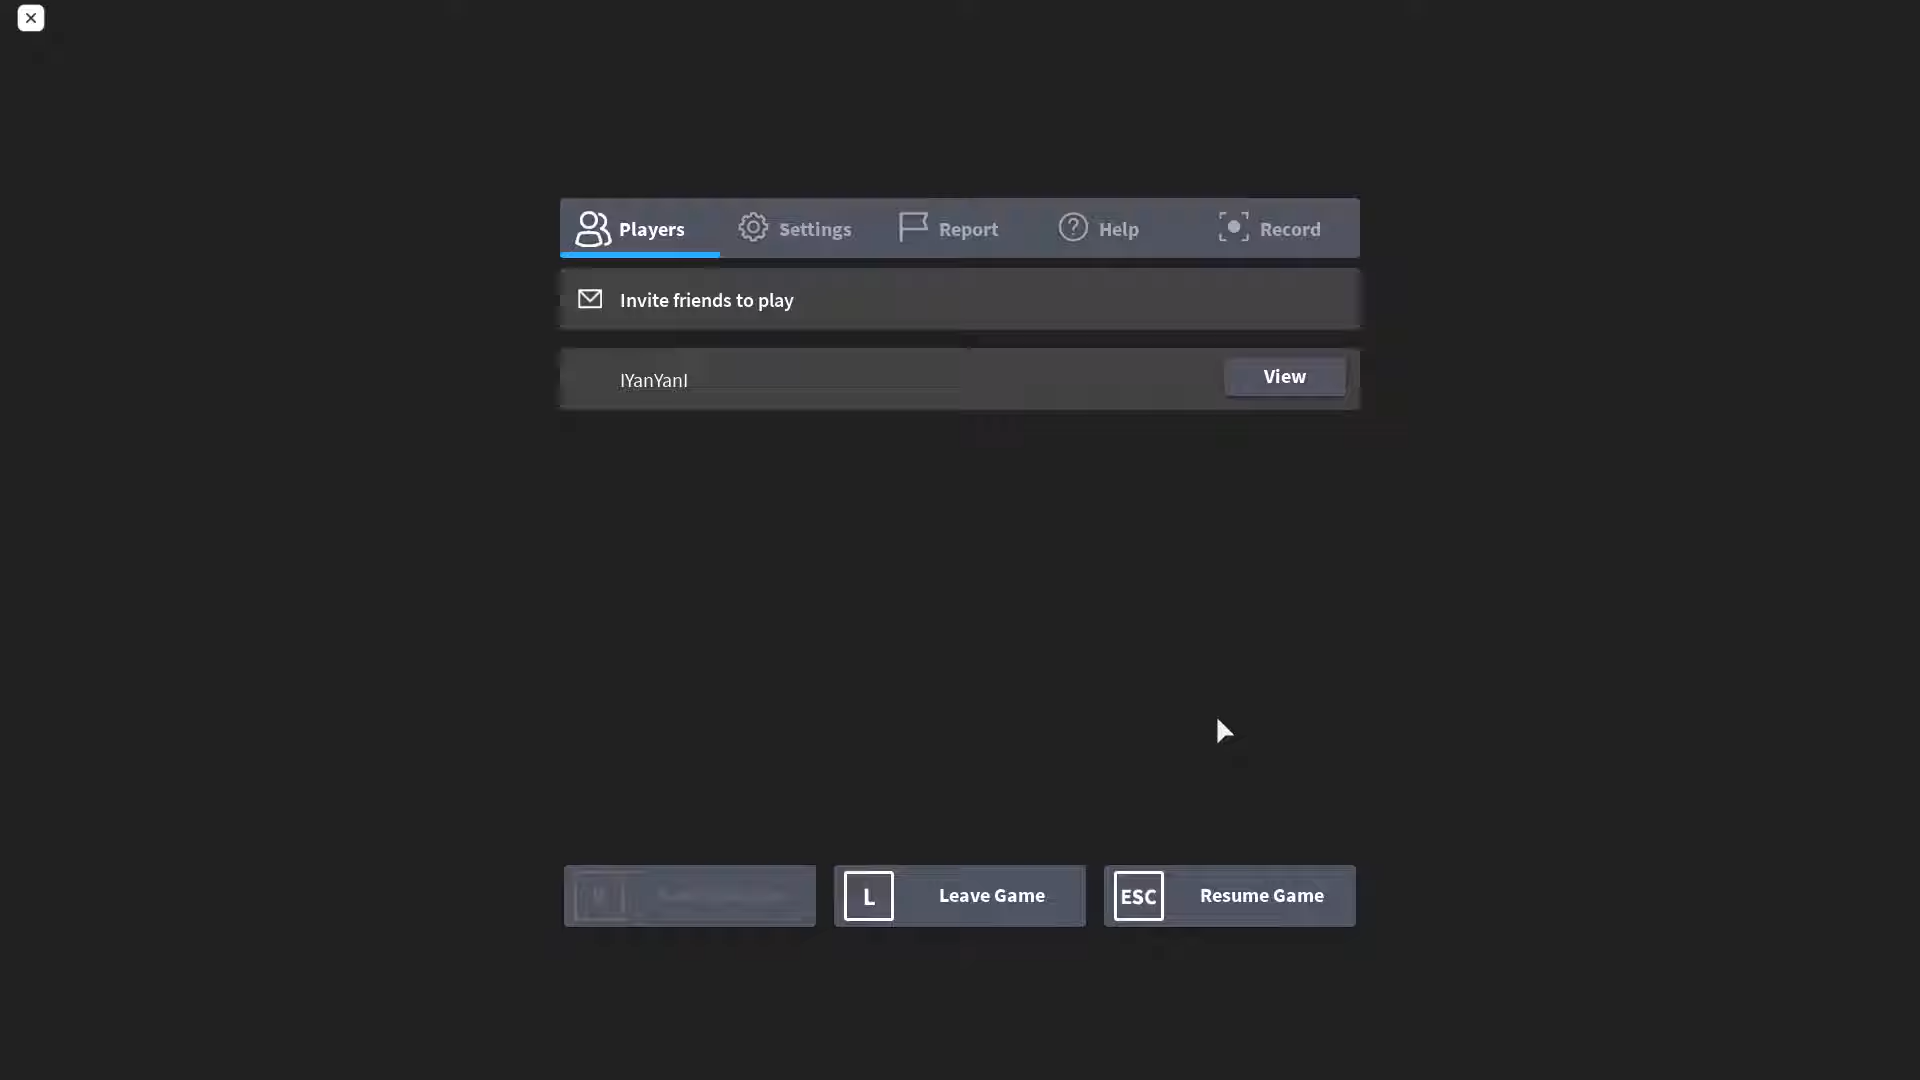 Players
Settings
Report
Help
Record
Invite friends to play
IYanYanI
View
L
Leave Game
ESC
Resume Game